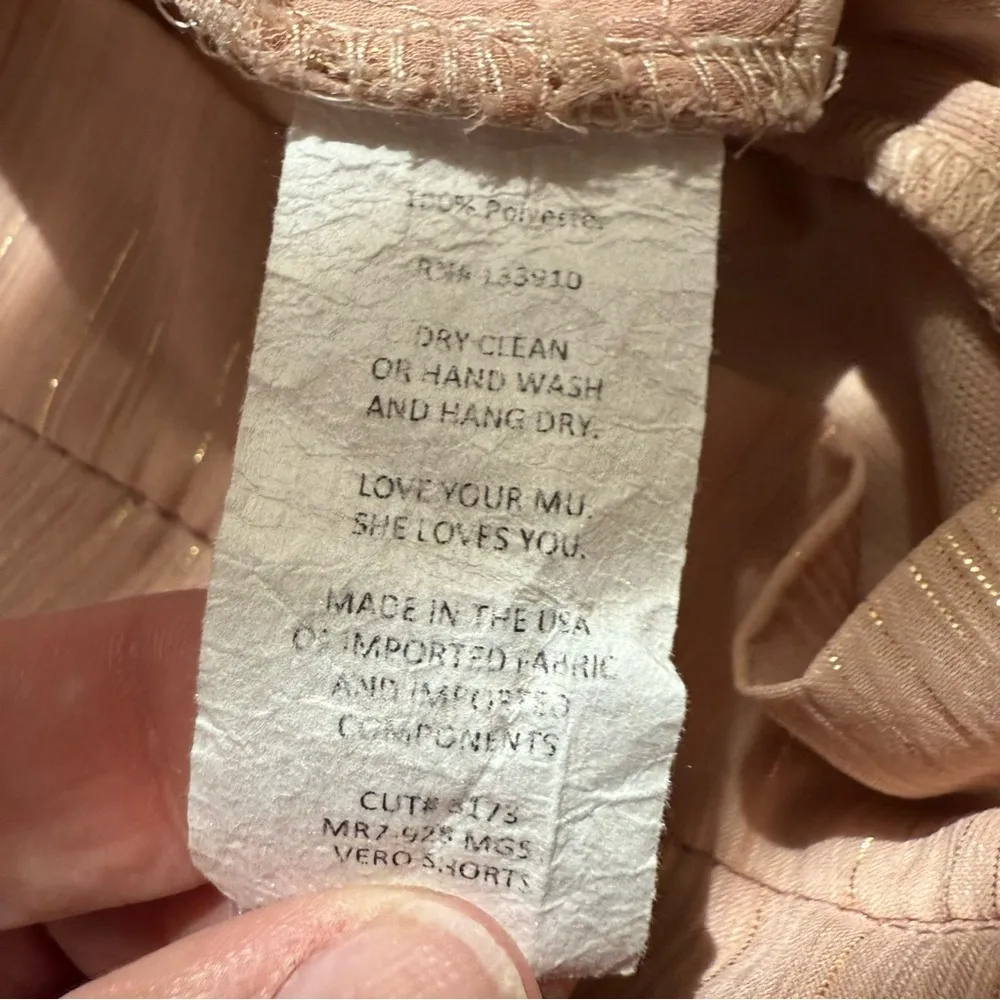 100% Polyester
RN# 133910
DRY CLEAN
OR HAND WASH
AND HANG DRY.
LOVE YOUR MU.
SHE LOVES YOU.
MADE IN THE USA
OF IMPORTED FABRIC
AND IMPORTED
COMPONENTS
CUT#
MGS
VERO SHORTS